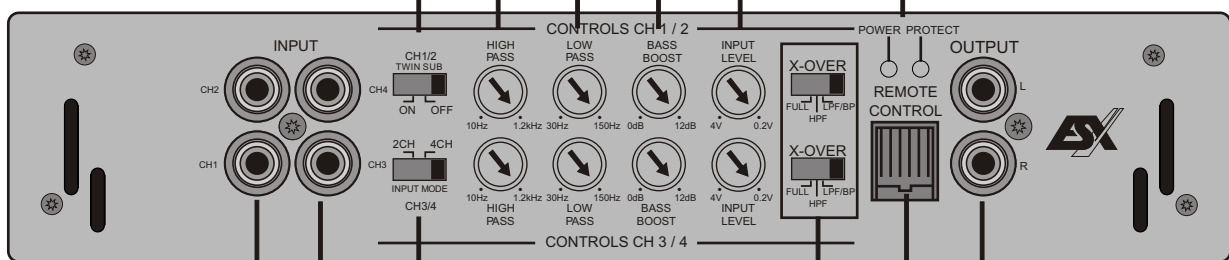 CONTROLS CH 1 / 2
POWER PROTECT
INPUT
OUTPUT
CH1/2
TWIN SUB
ON OFF
HIGH
PASS
10Hz 1.2kHz
LOW
PASS
30Hz 150Hz
BASS
BOOST
0dB 12dB
INPUT
LEVEL
4V 0.2V
X-OVER
FULL LPF/BP
HPF
REMOTE
CONTROL
CH2
CH4
L
ESX
CH1
CH3
2CH 4CH
INPUT MODE
CH3/4
10Hz 1.2kHz
HIGH
PASS
30Hz 150Hz
LOW
PASS
0dB 12dB
BASS
BOOST
4V 0.2V
INPUT
LEVEL
X-OVER
FULL LPF/BP
HPF
R
CONTROLS CH 3 / 4